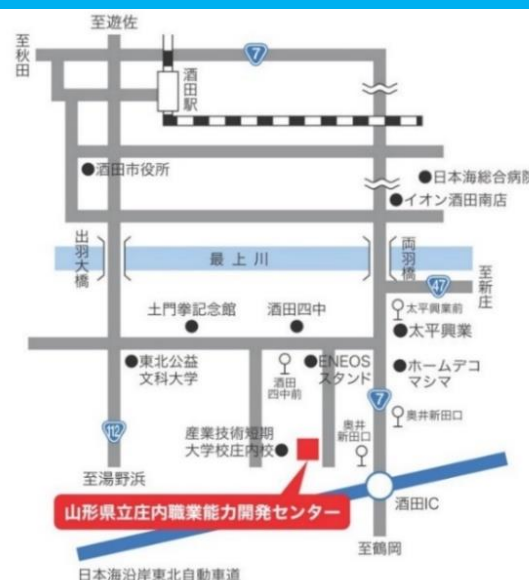 至遊佐
至秋田
7
酒田駅
●酒田市役所
●日本海総合病院
●イオン酒田南店
出羽大橋
最上川
両羽橋
47
至新庄
土門拳記念館
酒田四中
太平興業前
●太平興業
●東北公益
文科大学
酒田
四中前
●ENEOS
スタンド
●ホームデコ
マシマ
7
奥井新田口
112
産業技術短期
大学校庄内校●
奥井
新田口
至湯野浜
山形県立庄内職業能力開発センター
酒田IC
至鶴岡
日本海沿岸東北自動車道